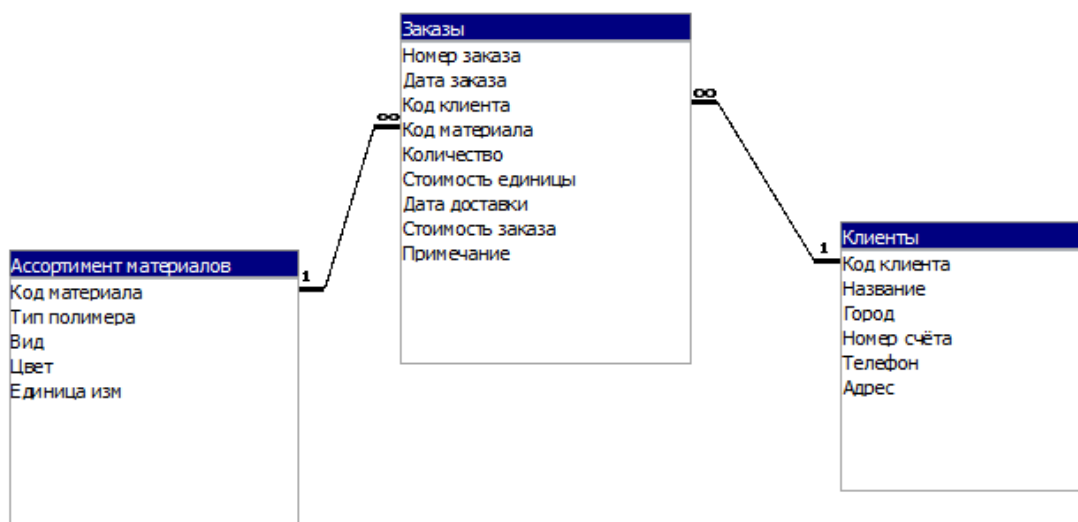 Заказы
Номер заказа
Дата заказа
Код клиента
Код материала
Количество
Стоимость единицы
Дата доставки
Стоимость заказа
Примечание
∞
∞
1
1
Ассортимент материалов
Код материала
Тип полимера
Вид
Цвет
Единица изм
Клиенты
Код клиента
Название
Город
Номер счёта
Телефон
Адрес